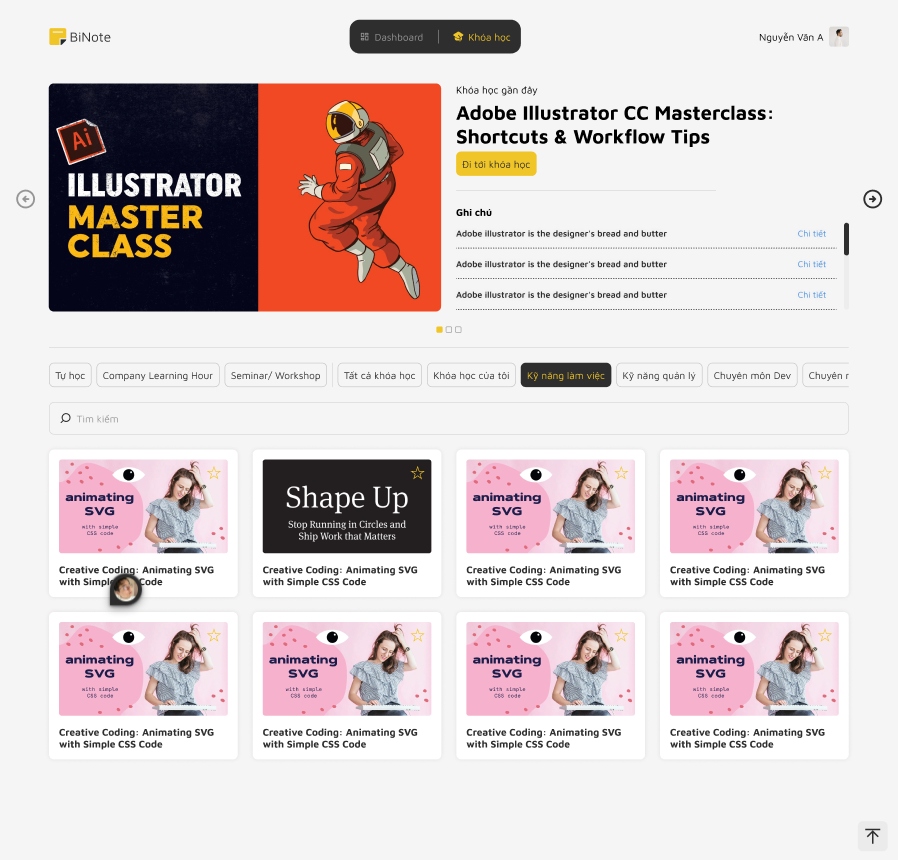 BiNote
Dashboard
Khóa học
Nguyễn Văn A
Ai
ILLUSTRATOR
MASTER
CLASS
Khóa học gần đây
Adobe Illustrator CC Masterclass:
Shortcuts & Workflow Tips
Đi tới khóa học
Ghi chú
Adobe illustrator is the designer's bread and butter
Chi tiết
Adobe illustrator is the designer's bread and butter
Chi tiết
Adobe illustrator is the designer's bread and butter
Chi tiết
Tự học
Company Learning Hour
Seminar/ Workshop
Tất cả khóa học
Khóa học của tôi
Kỹ năng làm việc
Kỹ năng quản lý
Chuyên môn Dev
Chuyên
Tìm kiếm
animating
SVG
with simple
CSS code
Creative Coding: Animating SVG
with Simple CSS Code
Shape Up
Stop Running in Circles and
Ship Work that Matters
Creative Coding: Animating SVG
with Simple CSS Code
animating
SVG
with simple
CSS code
Creative Coding: Animating SVG
with Simple CSS Code
animating
SVG
with simple
CSS code
Creative Coding: Animating SVG
with Simple CSS Code
animating
SVG
with simple
CSS code
Creative Coding: Animating SVG
with Simple CSS Code
animating
SVG
with simple
CSS code
Creative Coding: Animating SVG
with Simple CSS Code
animating
SVG
with simple
CSS code
Creative Coding: Animating SVG
with Simple CSS Code
animating
SVG
with simple
CSS code
Creative Coding: Animating SVG
with Simple CSS Code